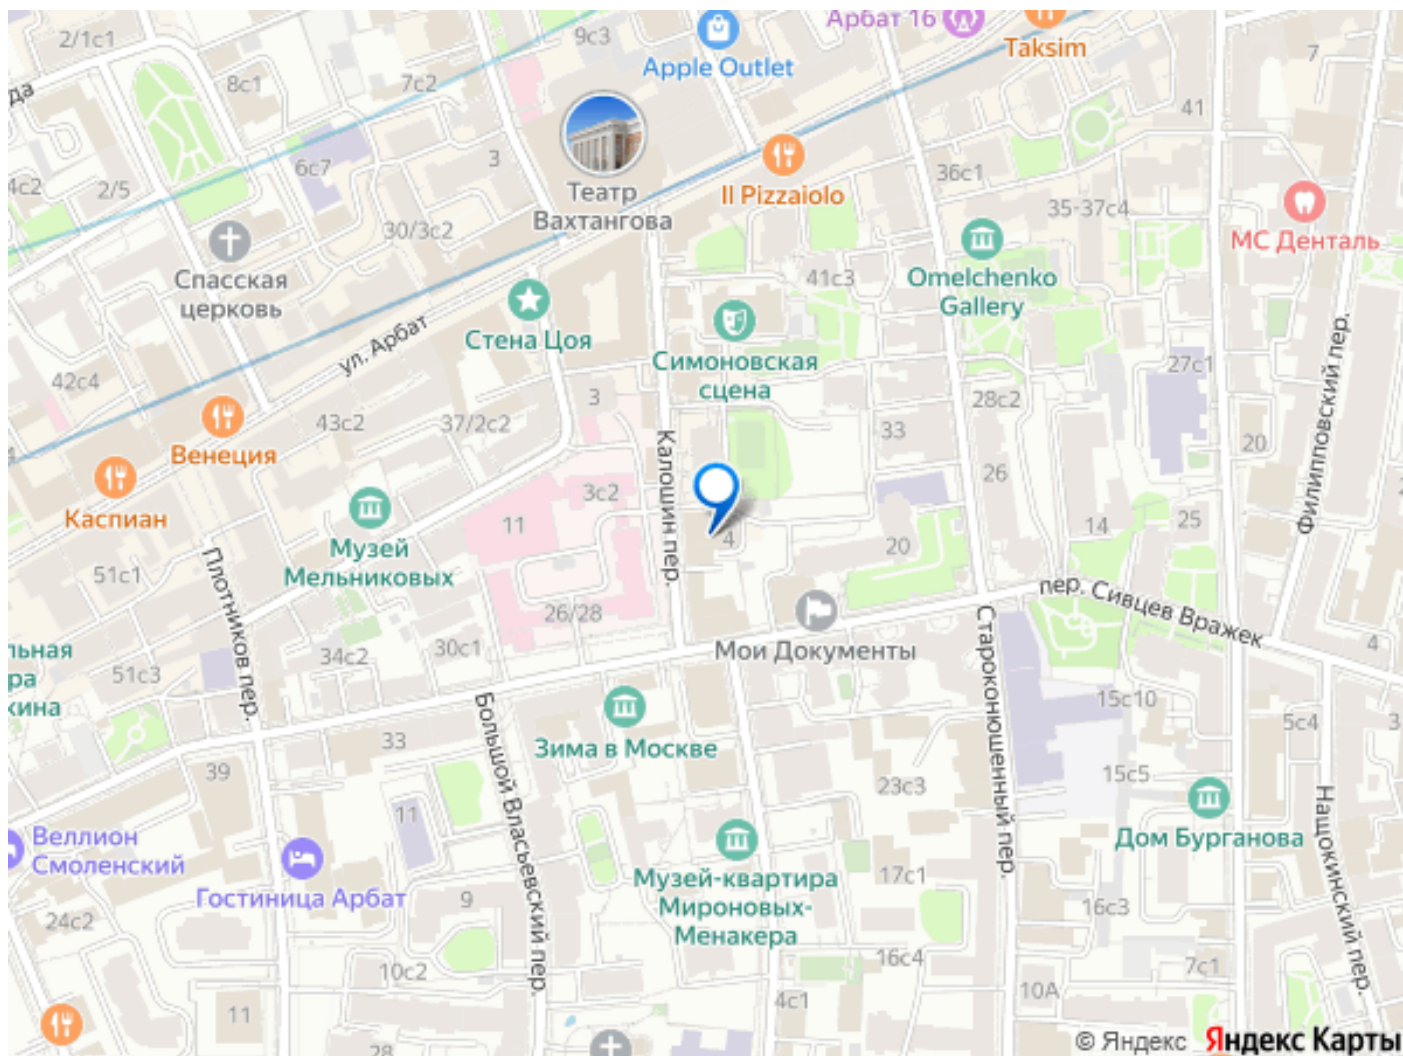 2/1с1
9с3
Арбат 16
Taksim
7
да
8с1
7с2
Apple Outlet
41
4с2
2/5
6с7
3
Театр
Вахтангова
Il Pizzaiolo
36с1
35-37с4
МС Денталь
30/3с2
Спасская
церковь
41с3
Omelchenko
Gallery
ул. Арбат
Стена Цоя
Симоновская
сцена
Филипповский пер.
27с1
42с4
3
28с2
43с2
37/2с2
33
20
Венеция
Калошин пер.
26
Каспиан
3с2
11
14
25
Музей
Мельниковых
4
20
51с1
Плотников пер.
26/28
пер. Сивцев Вражек
Староконюшенный пер.
льная
ра
кина
51с3
34с2
30с1
Мои Документы
4
Большой Власьевский пер.
15с10
5с4
3
33
Зима в Москве
39
15с5
23с3
Нащокинский пер.
11
Веллион
Смоленский
Дом Бурганова
Гостиница Арбат
9
Музей-квартира
Мироновых-
Менакера
17с1
16с3
24с2
10с2
16с4
7с1
4с1
10А
11
28
© Яндекс Яндекс Карты